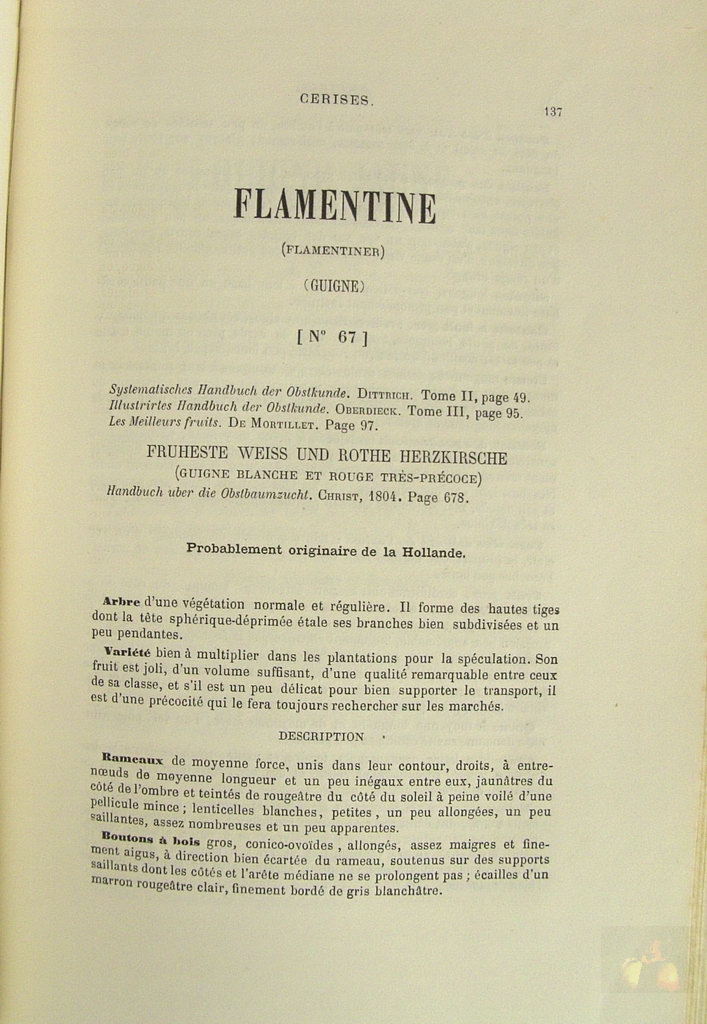 CERISES.
137
FLAMENTINE
(FLAMENTINER)
(GUIGNE)
[ Nº 67 ]
Systematisches Handbuch der Obstkunde. DITTRICH. Tome II, page 49.
Illustrirtes Handbuch der Obstkunde. OBERDIECK. Tome III, page 95.
Les Meilleurs fruits. DE MORTILLET. Page 97.
FRUHESTE WEISS UND ROTHE HERZKIRSCHE
(GUIGNE BLANCHE ET ROUGE TRÈS-PRÉCOCE)
Handbuch uber die Obstbaumzucht. CHRIST, 1804. Page 678.
Probablement originaire de la Hollande.
Arbre d'une végétation normale et régulière. Il forme des hautes tiges
dont la tête sphérique-déprimée étale ses branches bien subdivisées et un
peu pendantes.
Variété bien à multiplier dans les plantations pour la spéculation. Son
fruit est joli, d'un volume suffisant, d'une qualité remarquable entre ceux
de sa classe, et s'il est un peu délicat pour bien supporter le transport, il
est d'une précocité qui le fera toujours rechercher sur les marchés.
DESCRIPTION
Rameaux de moyenne force, unis dans leur contour, droits, à entre-
nœuds de moyenne longueur et un peu inégaux entre eux, jaunâtres du
côté de l'ombre et teintés de rougeâtre du côté du soleil à peine voilé d'une
pellicule mince ; lenticelles blanches, petites, un peu allongées, un peu
saillantes, assez nombreuses et un peu apparentes.
Boutons à bois gros, conico-ovoïdes, allongés, assez maigres et fine-
ment aigus, à direction bien écartée du rameau, soutenus sur des supports
saillants dont les côtés et l'arête médiane ne se prolongent pas ; écailles d'un
marron rougeâtre clair, finement bordé de gris blanchâtre.